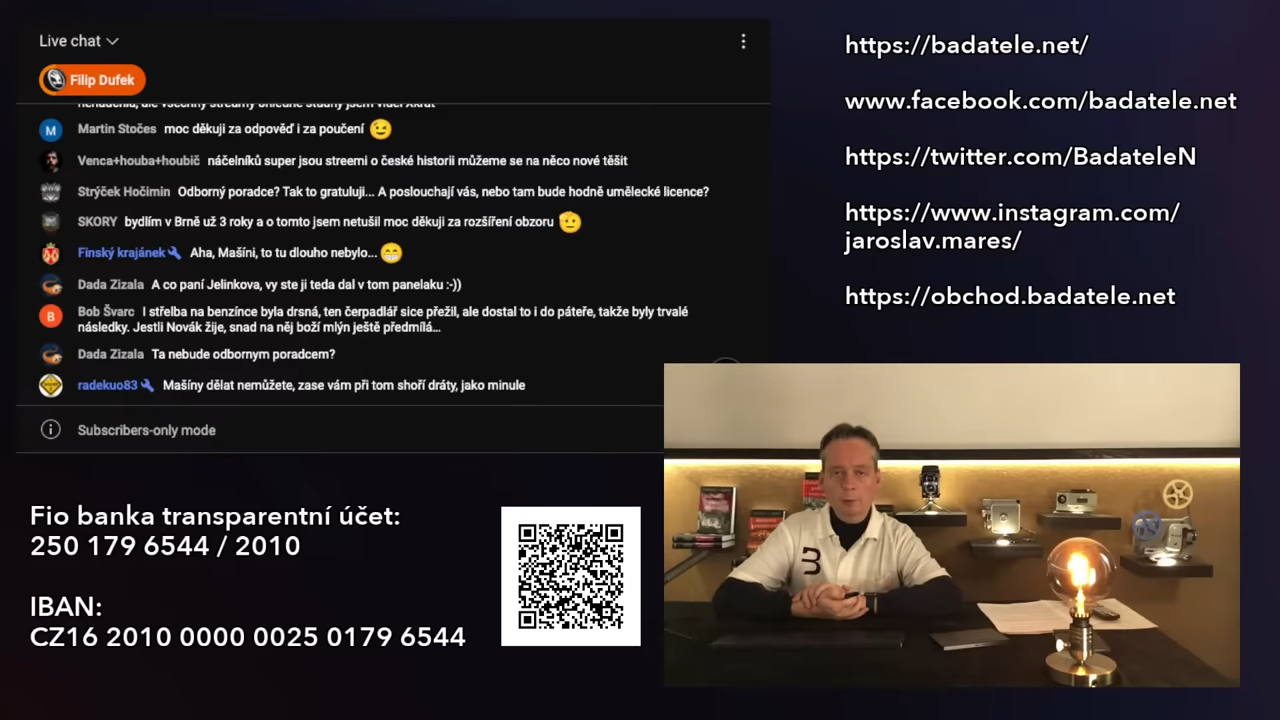 Live chat
Filip Dufek
Martin Stočes moc děkuji za odpověď i za poučení
Venca+houba+houbič náčelníků super jsou streemi o české historii můžeme se na něco nové těšit
Strýček Hočimin Odborný poradce? Tak to gratuluji... A poslouchají vás, nebo tam bude hodně umělecké licence?
SKORY bydlím v Brně už 3 roky a o tomto jsem netušil moc děkuji za rozšíření obzoru
Finský krajánek Aha, Mašíni, to tu dlouho nebylo...
Dada Zizala A co paní Jelinkova, vy ste ji teda dal v tom panelaku :-))
B Bob Švarc I střelba na benzínce byla drsná, ten čerpadlář sice přežil, ale dostal to i do páteře, takže byly trvalé
následky. Jestli Novák žije, snad na něj boží mlýn ještě předmílá...
Dada Zizala Ta nebude odbornym poradcem?
radekuo83 Mašíny dělat nemůžete, zase vám při tom shoří dráty, jako minule
Subscribers-only mode
https://badatele.net/
www.facebook.com/badatele.net
https://twitter.com/BadateleN
https://www.instagram.com/
jaroslav.mares/
https://obchod.badatele.net
Fio banka transparentní účet:
250 179 6544 / 2010
IBAN:
CZ16 2010 0000 0025 0179 6544